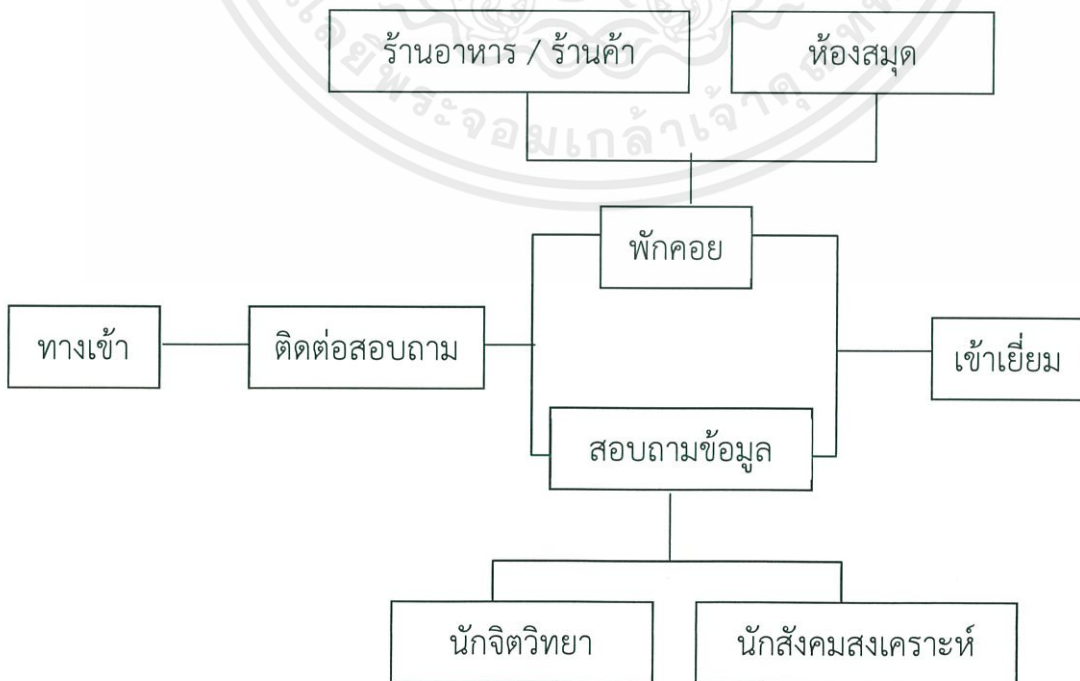 ร้านอาหาร / ร้านค้า
ห้องสมุด
พักคอย
ทางเข้า
ติดต่อสอบถาม
เข้าเยี่ยม
สอบถามข้อมูล
นักจิตวิทยา
นักสังคมสงเคราะห์